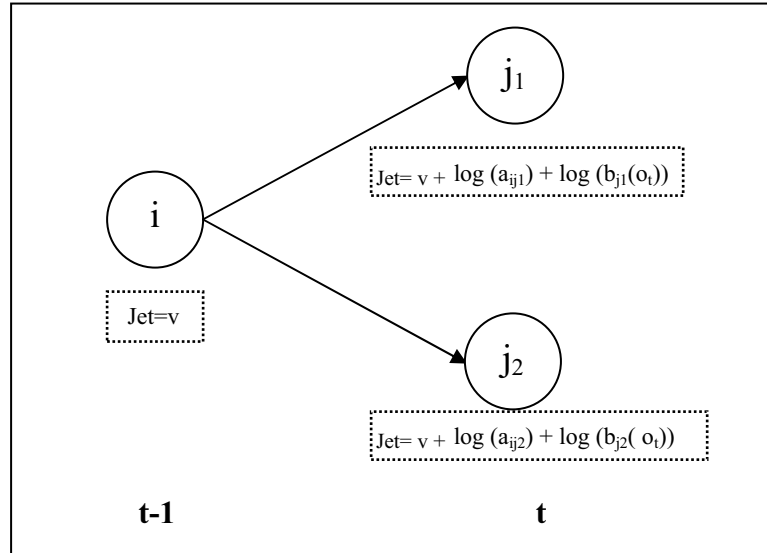 j₁
Jet= v + log (aᵢⱼ₁) + log (bⱼ₁(oₜ))
i
Jet=v
j₂
Jet= v + log (aᵢⱼ₂) + log (bⱼ₂( oₜ))
t-1 t